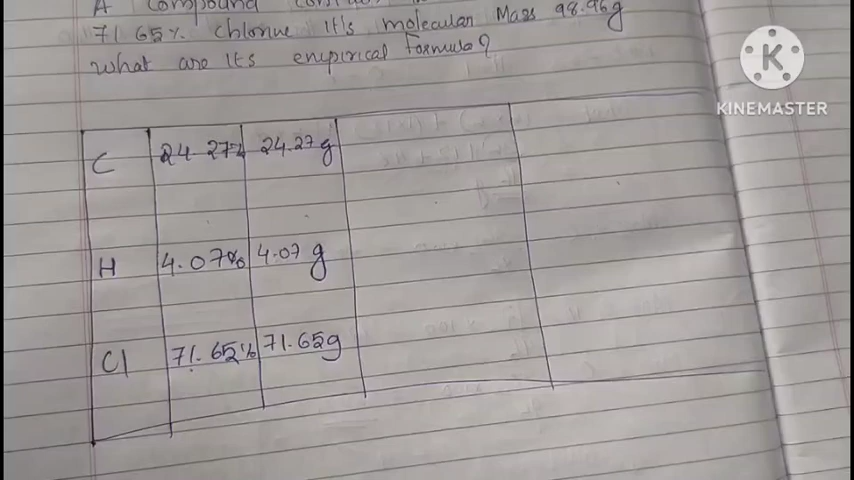 A compound
71.65% chlorine It's molecular Mass 98.96g
what are its empirical formula?
KINEMASTER
C 24.27% 24.27g
H 4.07% 4.07 g
Cl 71.65% 71.65g